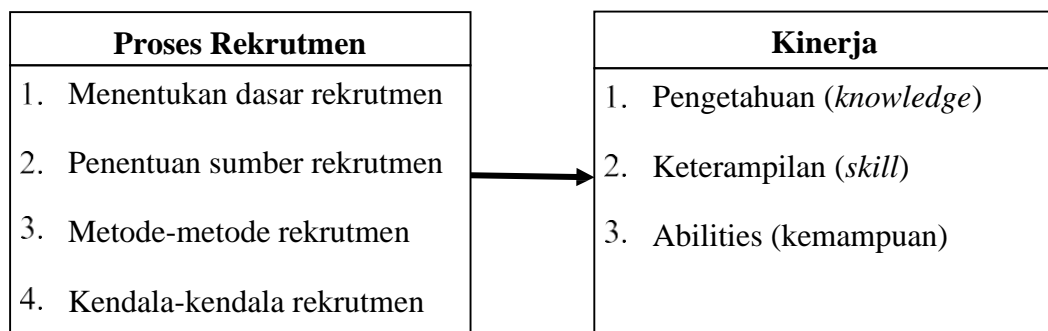 Proses Rekrutmen
1. Menentukan dasar rekrutmen
2. Penentuan sumber rekrutmen
3. Metode-metode rekrutmen
4. Kendala-kendala rekrutmen
Kinerja
1. Pengetahuan (knowledge)
2. Keterampilan (skill)
3. Abilities (kemampuan)